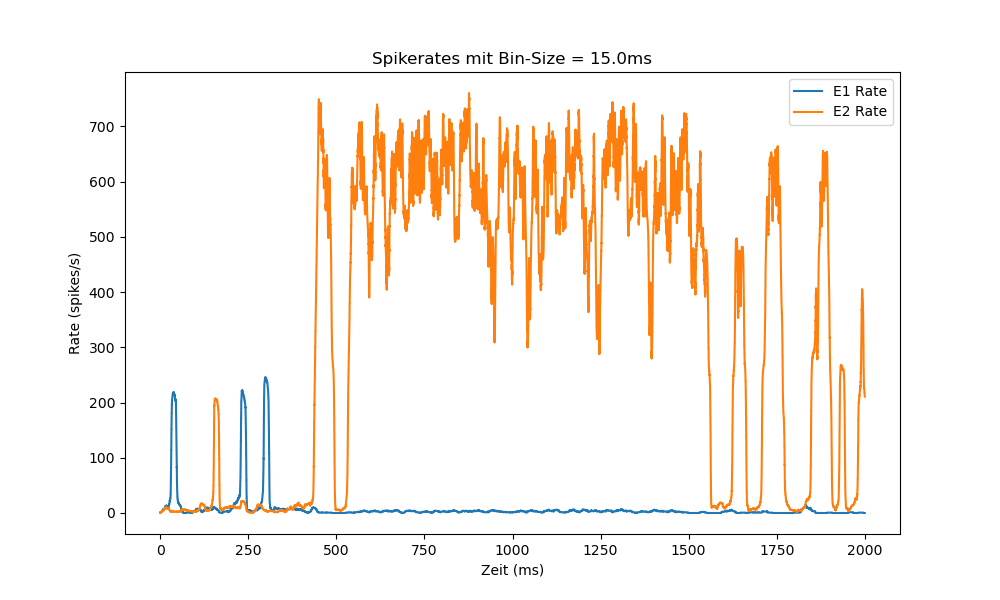 Spikerates mit Bin-Size = 15.0ms
E1 Rate
E2 Rate
Rate (spikes/s)
700
600
500
400
300
200
100
0
0 250 500 750 1000 1250 1500 1750 2000
Zeit (ms)